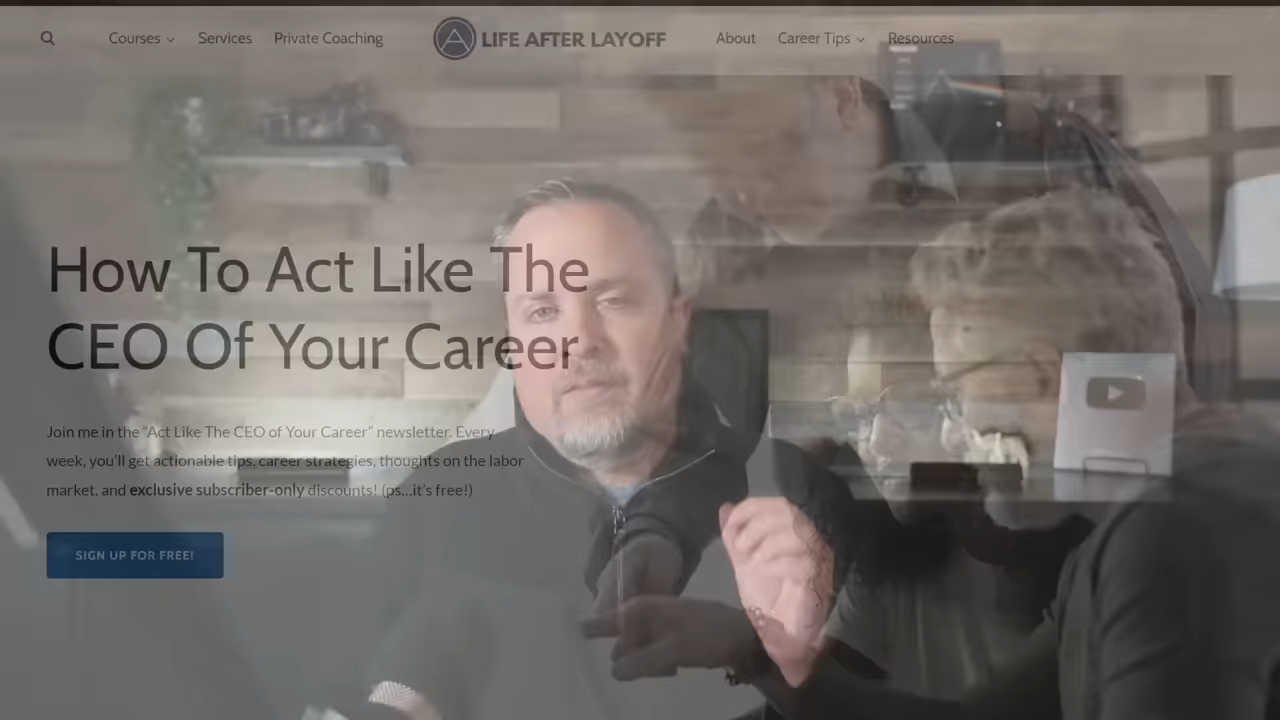 Courses
Services
Private Coaching
LIFE AFTER LAYOFF
About
Career Tips
Resources
How To Act Like The
CEO Of Your Career
Join me in the “Act Like The CEO of Your Career” newsletter. Every
week, you'll get actionable tips, career strategies, thoughts on the labor
market, and exclusive subscriber-only discounts! (ps...it's free!)
SIGN UP FOR FREE!